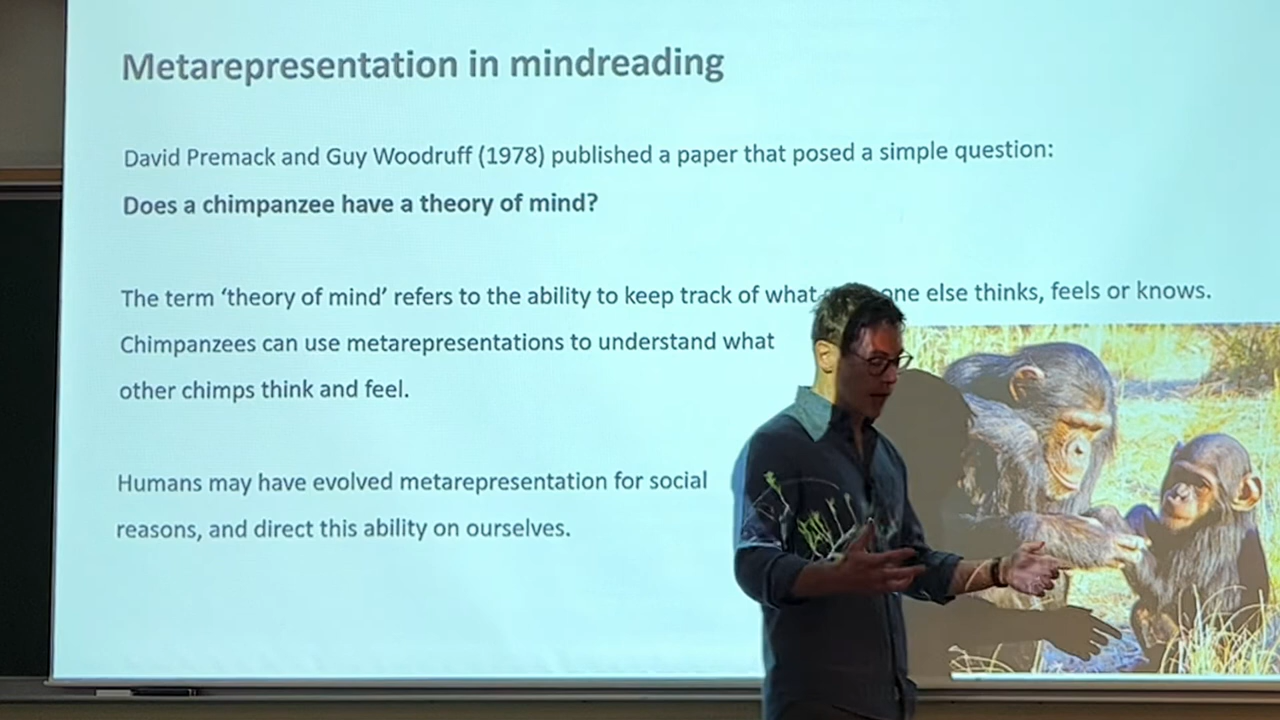 Metarepresentation in mindreading
David Premack and Guy Woodruff (1978) published a paper that posed a simple question:
Does a chimpanzee have a theory of mind?
The term ‘theory of mind’ refers to the ability to keep track of what else thinks, feels or knows.
Chimpanzees can use metarepresentations to understand what
other chimps think and feel.
Humans may have evolved metarepresentation for social
reasons, and direct this ability on ourselves.